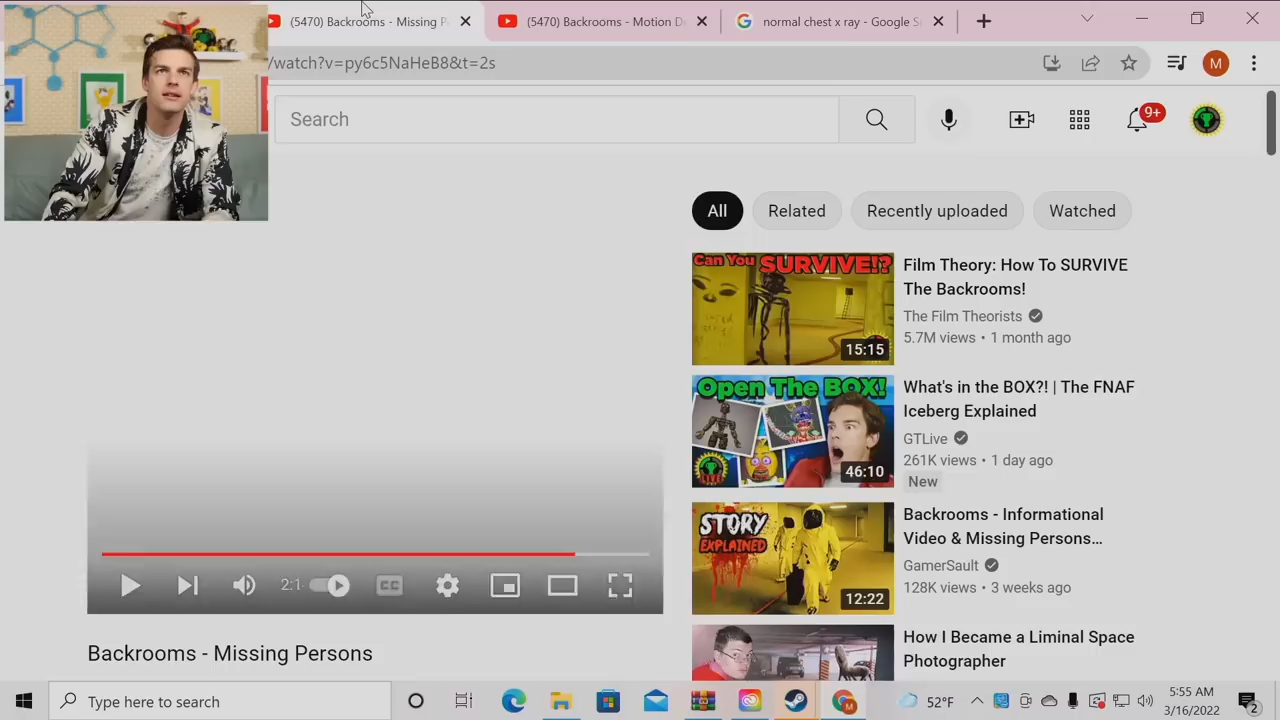 (5470) Backrooms - Missing P
(5470) Backrooms - Motion D
normal chest x ray - Google S
/watch?v=py6c5NaHeB8&t=2s
M
Search
9+
All
Related
Recently uploaded
Watched
Can You SURVIVE!?
15:15
Film Theory: How To SURVIVE
The Backrooms!
The Film Theorists
5.7M views • 1 month ago
Open The BOX!
46:10
What's in the BOX?! | The FNAF
Iceberg Explained
GTLive
261K views • 1 day ago
New
STORY
EXPLAINED
12:22
Backrooms - Informational
Video & Missing Persons...
GamerSault
128K views • 3 weeks ago
How I Became a Liminal Space
Photographer
2:1
CC
Backrooms - Missing Persons
Type here to search
52°F
5:55 AM
3/16/2022
2